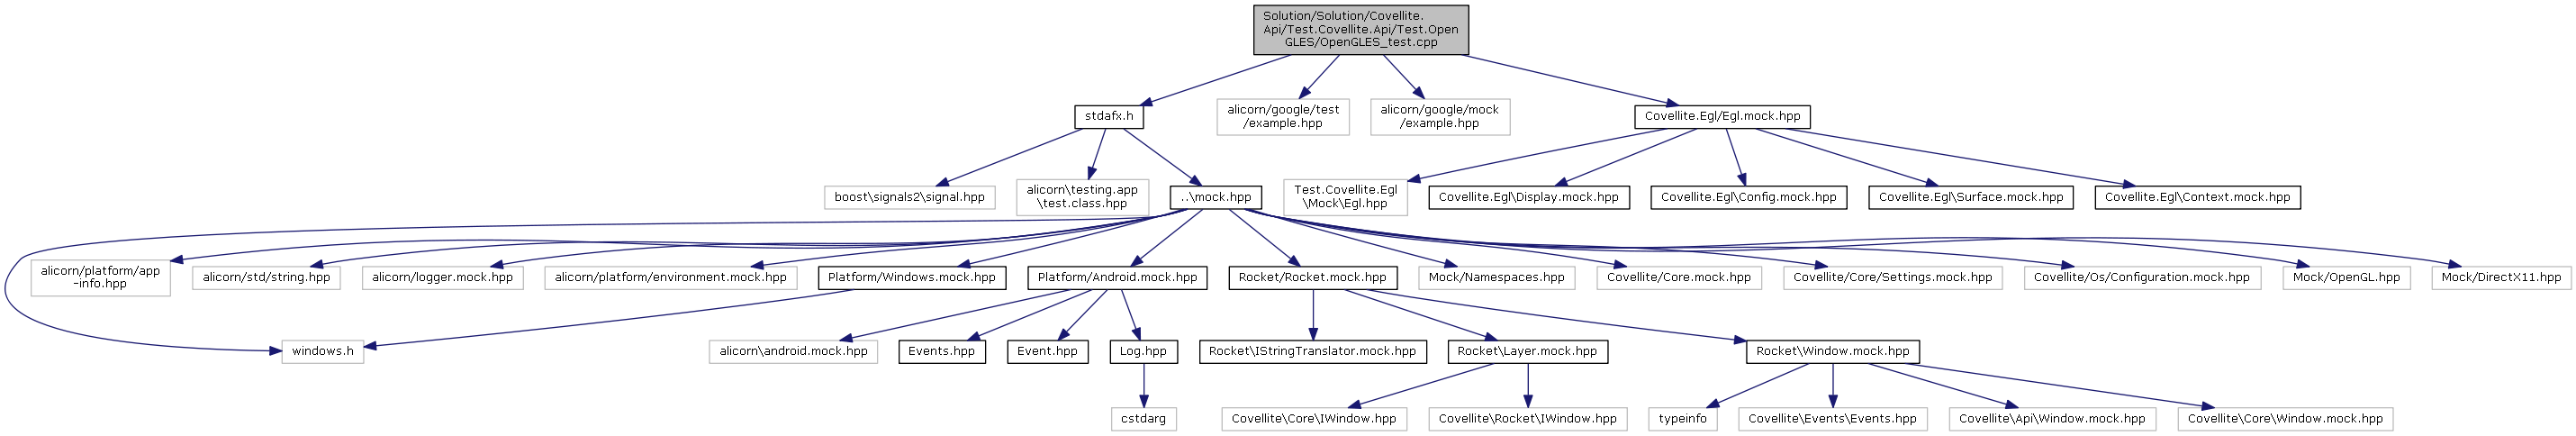 Solution/Solution/Covellite.
Api/Test.Covellite.Api/Test.Open
GLES/OpenGLES_test.cpp
stdafx.h
alicorn/google/test
/example.hpp
alicorn/google/mock
/example.hpp
Covellite.Egl/Egl.mock.hpp
boost\signals2\signal.hpp
alicorn\testing.app
\test.class.hpp
..\mock.hpp
Test.Covellite.Egl
\Mock\Egl.hpp
Covellite.Egl\Display.mock.hpp
Covellite.Egl\Config.mock.hpp
Covellite.Egl\Surface.mock.hpp
Covellite.Egl\Context.mock.hpp
alicorn/platform/app
-info.hpp
alicorn/std/string.hpp
alicorn/logger.mock.hpp
alicorn/platform/environment.mock.hpp
Platform/Windows.mock.hpp
Platform/Android.mock.hpp
Rocket/Rocket.mock.hpp
Mock/Namespaces.hpp
Covellite/Core.mock.hpp
Covellite/Core/Settings.mock.hpp
Covellite/Os/Configuration.mock.hpp
Mock/OpenGL.hpp
Mock/DirectX11.hpp
windows.h
alicorn\android.mock.hpp
Events.hpp
Event.hpp
Log.hpp
Rocket\IStringTranslator.mock.hpp
Rocket\Layer.mock.hpp
Rocket\Window.mock.hpp
cstdarg
Covellite\Core\IWindow.hpp
Covellite\Rocket\IWindow.hpp
typeinfo
Covellite\Events\Events.hpp
Covellite\Api\Window.mock.hpp
Covellite\Core\Window.mock.hpp